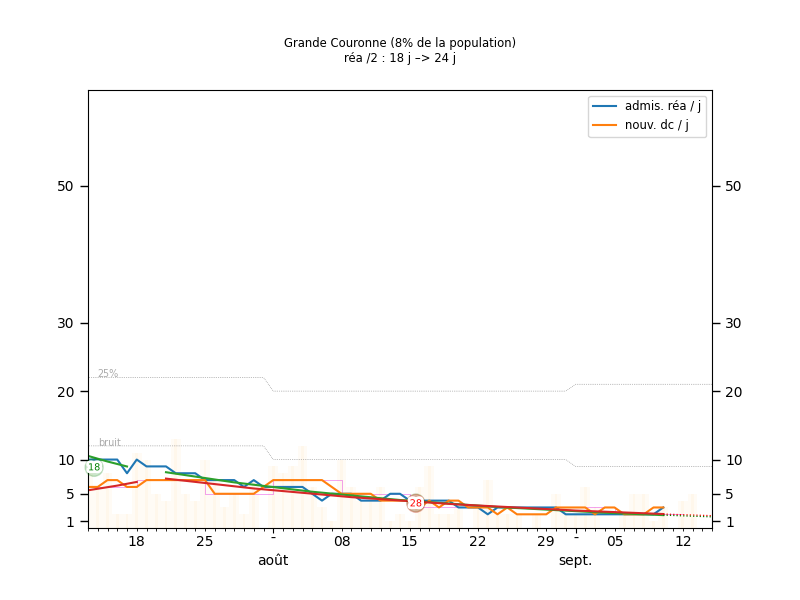 Grande Couronne (8% de la population)
réa /2 : 18 j –> 24 j
admis. réa / j
nouv. dc / j
50 50
30 30
25%
20 20
bruit
10 10
18
5 5
28
1 1
18 25 - 08 15 22 29 - 05 12
août sept.